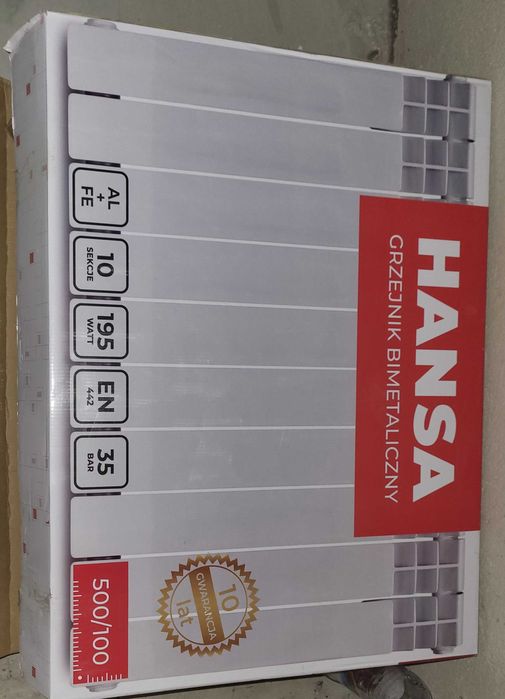 HANSA
GRZEJNIK BIMETALICZNY
AL
+
FE
10
SEKCJE
195
WATT
EN
442
35
BAR
10
GWARANCJA
lat
500/100